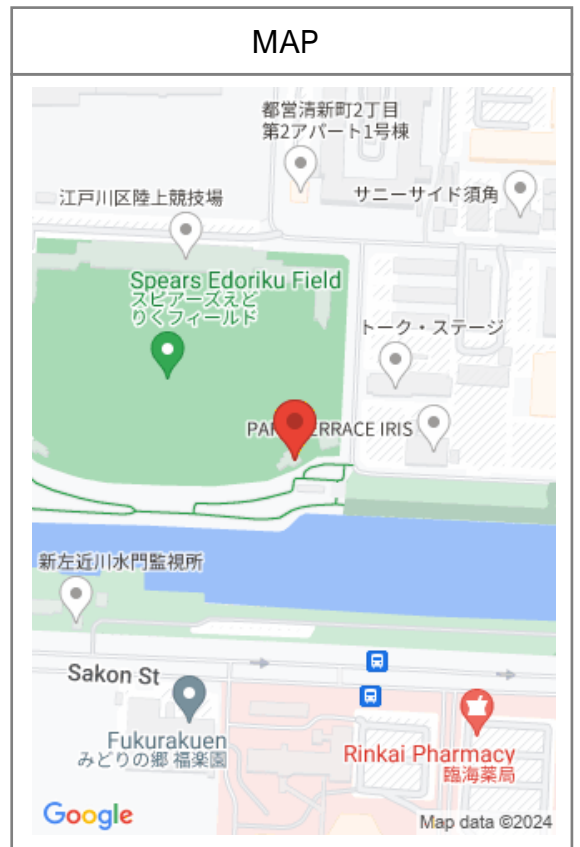 MAP
都営清新町2丁目
第2アパート1号棟
江戸川区陸上競技場
サニーサイド須角
Spears Edoriku Field
スピアーズえど
りくフィールド
トーク・ステージ
PAR ERRACE IRIS
新左近川水門監視所
Sakon St
Fukurakuen
みどりの郷 福楽園
Rinkai Pharmacy
臨海薬局
Google
Map data ©2024